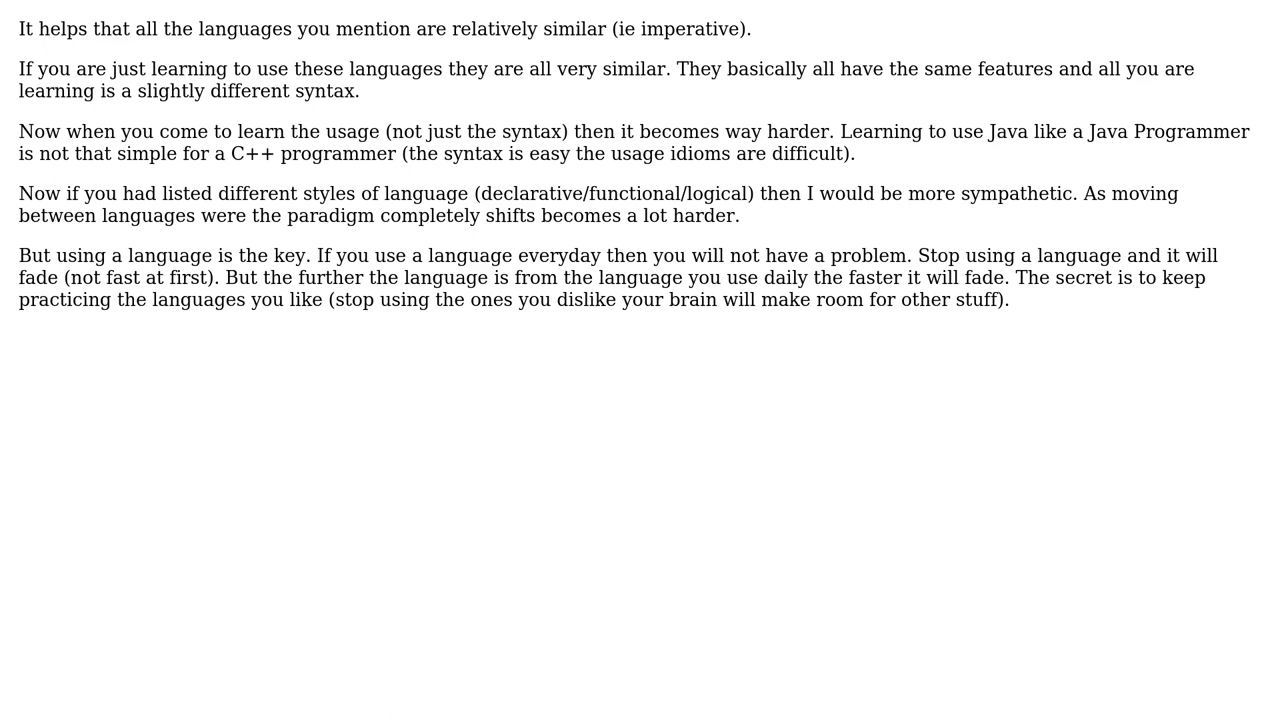 It helps that all the languages you mention are relatively similar (ie imperative).
If you are just learning to use these languages they are all very similar. They basically all have the same features and all you are
learning is a slightly different syntax.
Now when you come to learn the usage (not just the syntax) then it becomes way harder. Learning to use Java like a Java Programmer
is not that simple for a C++ programmer (the syntax is easy the usage idioms are difficult).
Now if you had listed different styles of language (declarative/functional/logical) then I would be more sympathetic. As moving
between languages were the paradigm completely shifts becomes a lot harder.
But using a language is the key. If you use a language everyday then you will not have a problem. Stop using a language and it will
fade (not fast at first). But the further the language is from the language you use daily the faster it will fade. The secret is to keep
practicing the languages you like (stop using the ones you dislike your brain will make room for other stuff).